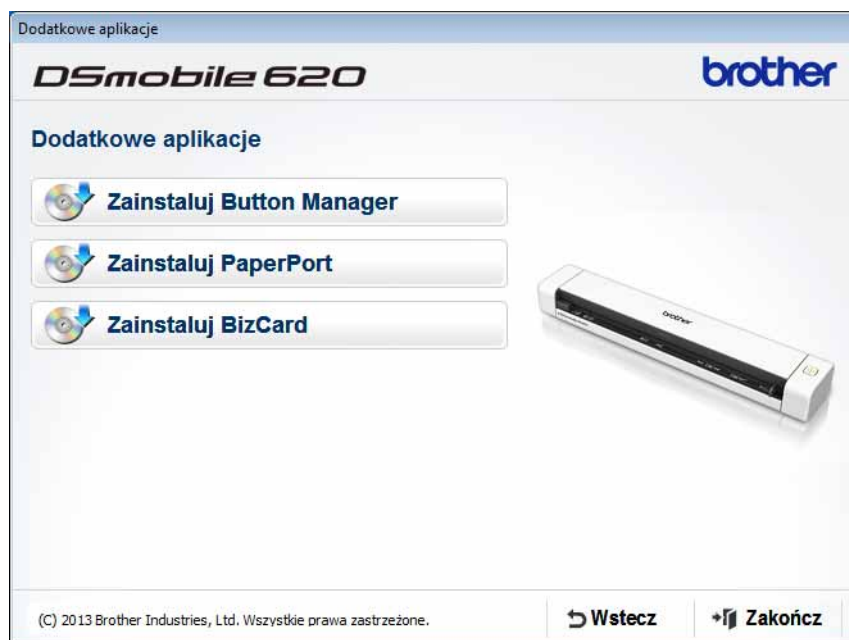 Dodatkowe aplikacje
DSmobile 620
brother
Dodatkowe aplikacje
Zainstaluj Button Manager
Zainstaluj PaperPort
Zainstaluj BizCard
brother
(C) 2013 Brother Industries, Ltd. Wszystkie prawa zastrzeżone.
Wstecz
Zakończ